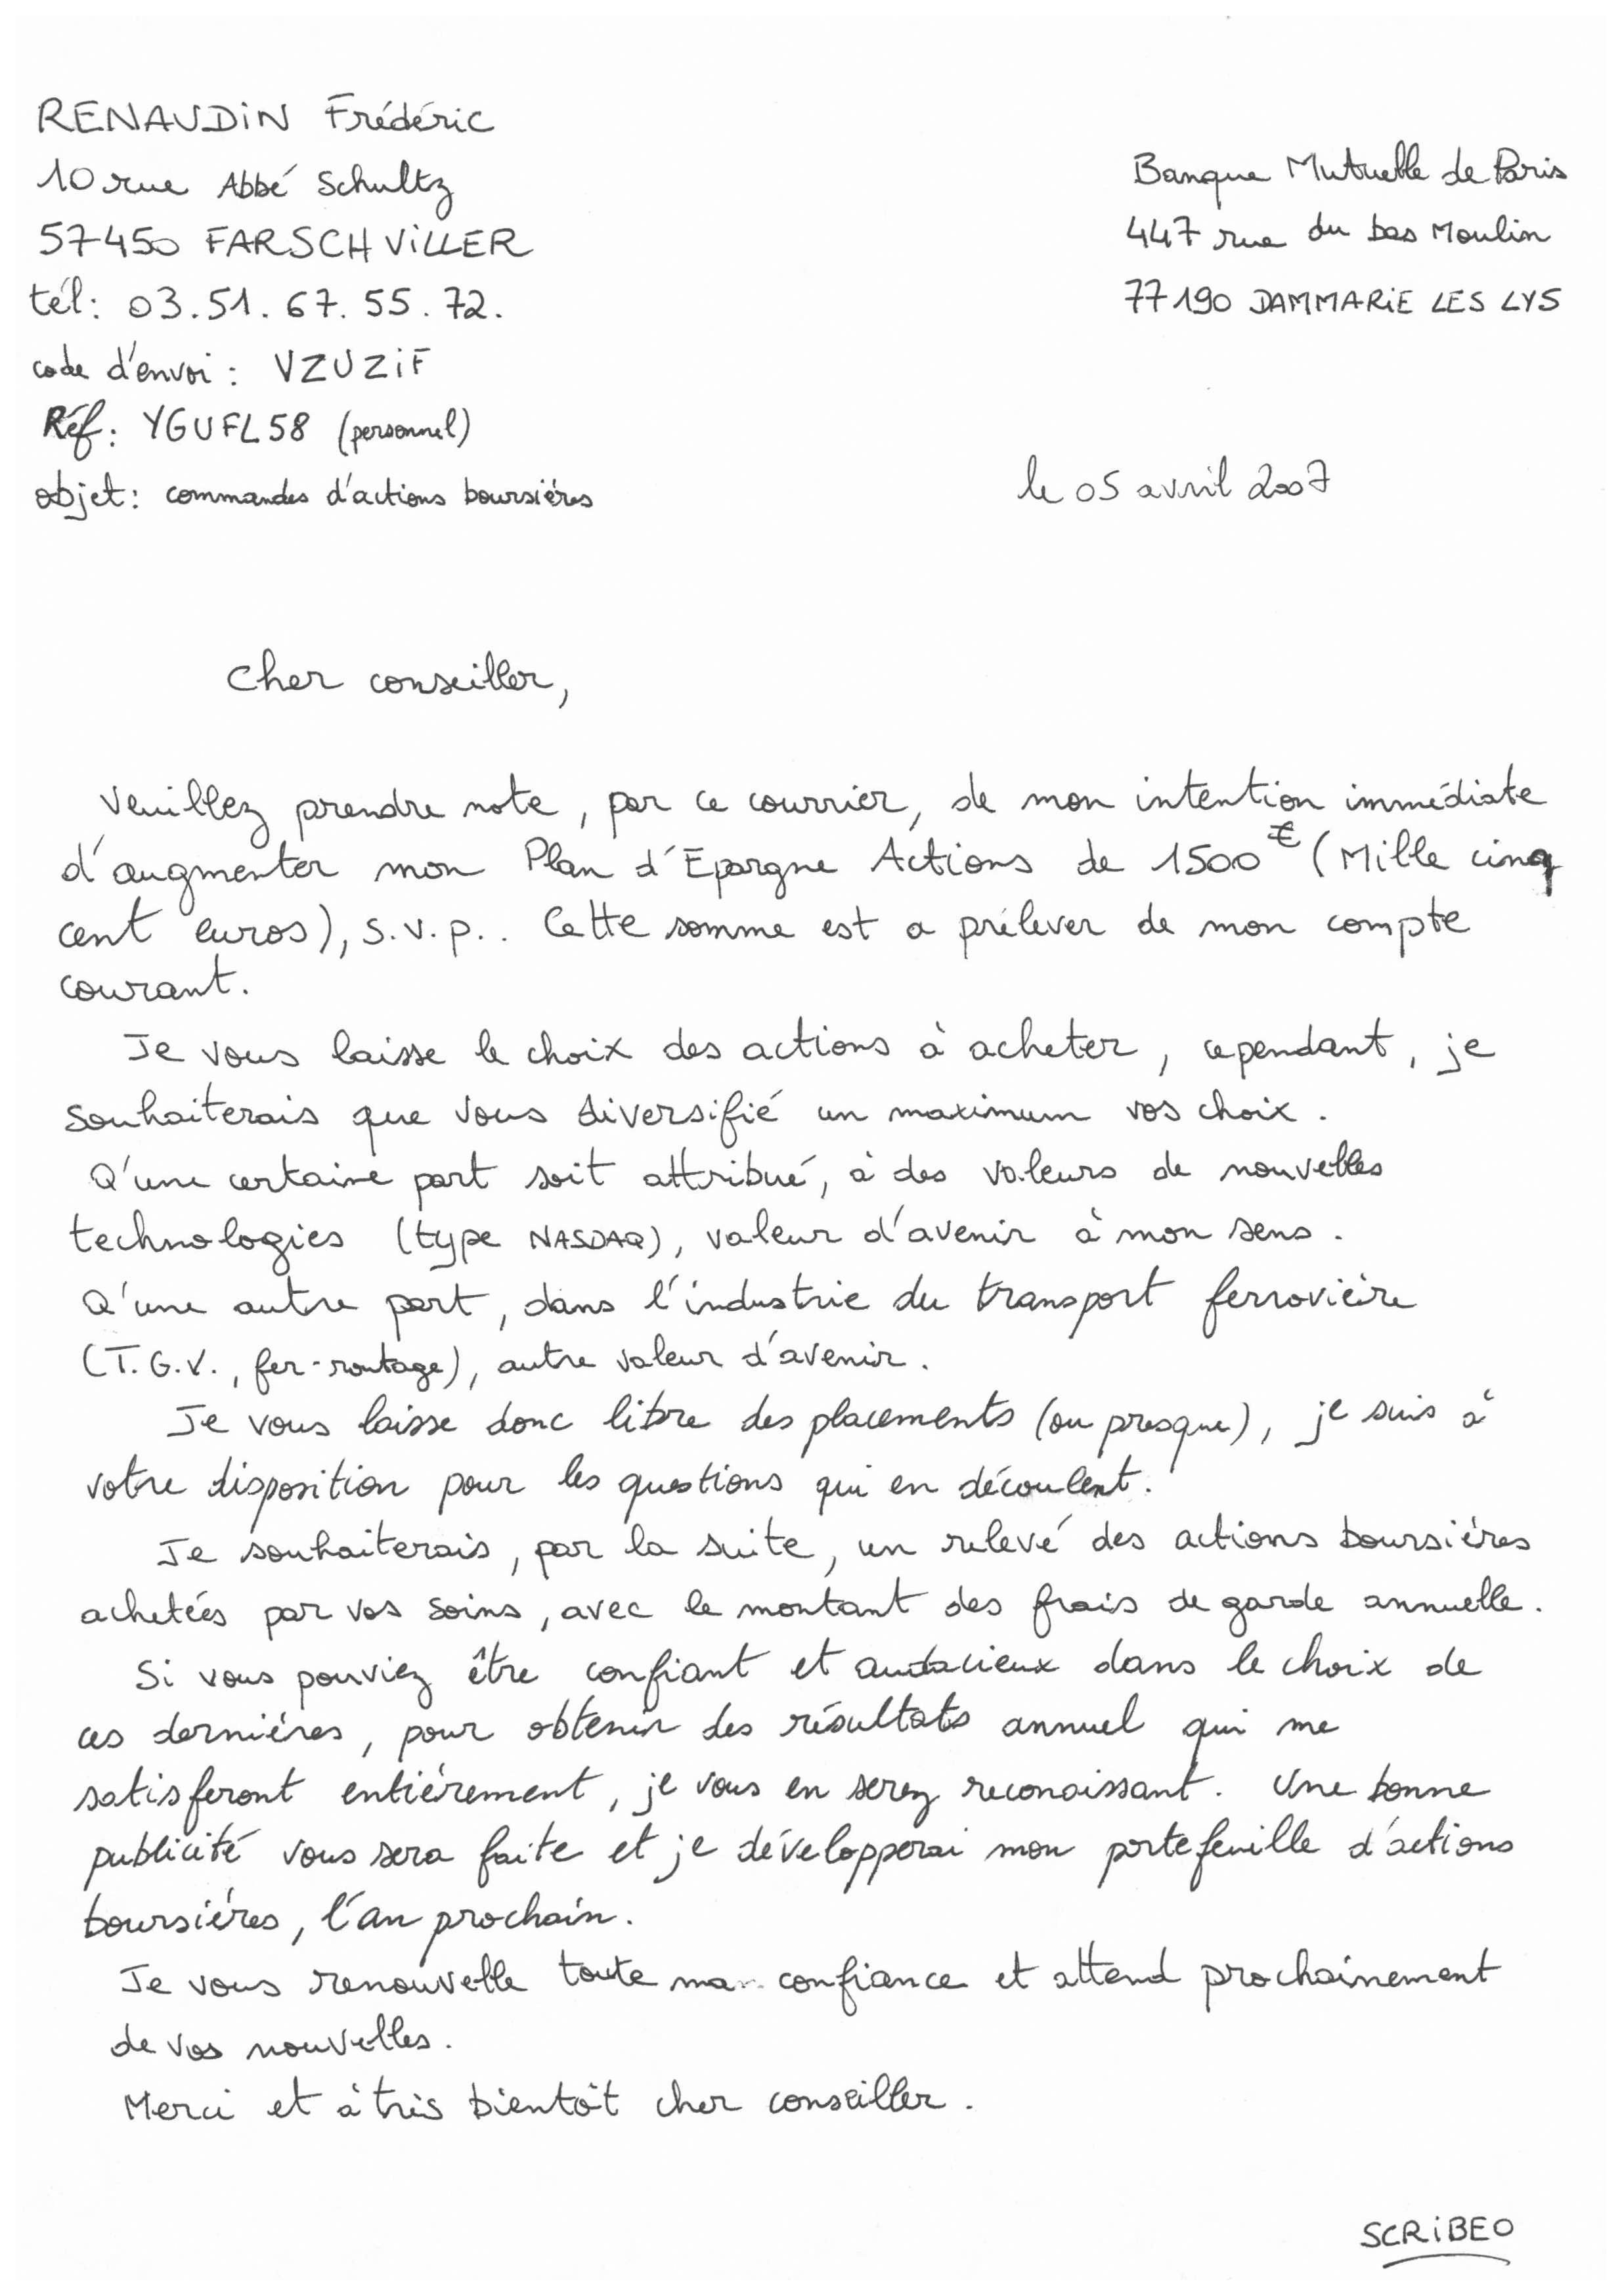 RENAUDIN Frédéric
10 rue Abbé Schultz
57450 FARSCHVILLER
tél: 03.51.67.55.72.
code d'envoi : VZUZIF
Réf: YGUFL58 (personnel)
objet: commandes d'actions boursiéres
Banque Mutuelle de Paris
447 rue du bas Moulin
77190 DAMMARIE LES LYS
le 05 avril 2007
Cher conseiller,
Veuillez prendre note, par ce courrier, de mon intention immédiate
d'augmenter mon Plan d'Epargne Actions de 1500€ (Mille cinq
cent euros), s.v.p.. Cette somme est a prélever de mon compte
courant.
Je vous laisse le choix des actions à acheter, cependant, je
souhaiterais que vous diversifié un maximum vos choix.
Q'une certaine part soit attribué, à des valeurs de nouvelles
technologies (type NASDAQ), valeur d'avenir à mon sens.
Q'une autre part, dans l'industrie du transport ferroviéire
(T.G.V., fer-routage), autre valeur d'avenir.
Je vous laisse donc libre des placements (ou presque), je suis à
votre disposition pour les questions qui en découlent.
Je souhaiterais, par la suite, un relevé des actions boursiéres
achetées par vos soins, avec le montant des frais de garde annuelle.
Si vous pouviez être confiant et audacieux dans le choix de
ces derniéres, pour obtenir des résultats annuel qui me
satisferont entiérement, je vous en serez reconaissant. Une bonne
publicité vous sera faite et je développerai mon portefeuille d'actions
boursiéres, l'an prochain.
Je vous renouvelle toute ma confiance et attend prochainement
de vos nouvelles.
Merci et à très bientôt cher conseiller.
SCRIBEO